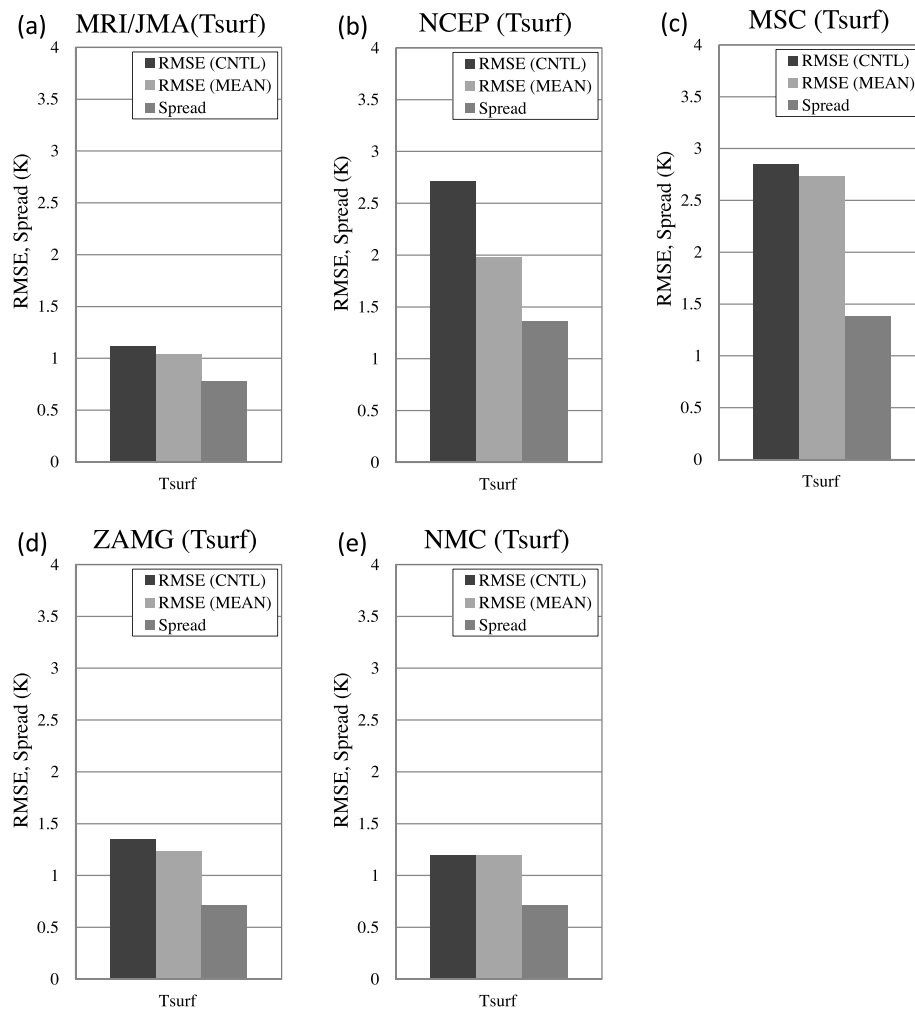 (a) MRI/JMA(Tsurf)
RMSE, Spread (K)
4
3.5
3
2.5
2
1.5
1
0.5
0
RMSE (CNTL)
RMSE (MEAN)
Spread
Tsurf
(b) NCEP (Tsurf)
RMSE, Spread (K)
4
3.5
3
2.5
2
1.5
1
0.5
0
RMSE (CNTL)
RMSE (MEAN)
Spread
Tsurf
(c) MSC (Tsurf)
RMSE, Spread (K)
4
3.5
3
2.5
2
1.5
1
0.5
0
RMSE (CNTL)
RMSE (MEAN)
Spread
Tsurf
(d) ZAMG (Tsurf)
RMSE, Spread (K)
4
3.5
3
2.5
2
1.5
1
0.5
0
RMSE (CNTL)
RMSE (MEAN)
Spread
Tsurf
(e) NMC (Tsurf)
RMSE, Spread (K)
4
3.5
3
2.5
2
1.5
1
0.5
0
RMSE (CNTL)
RMSE (MEAN)
Spread
Tsurf